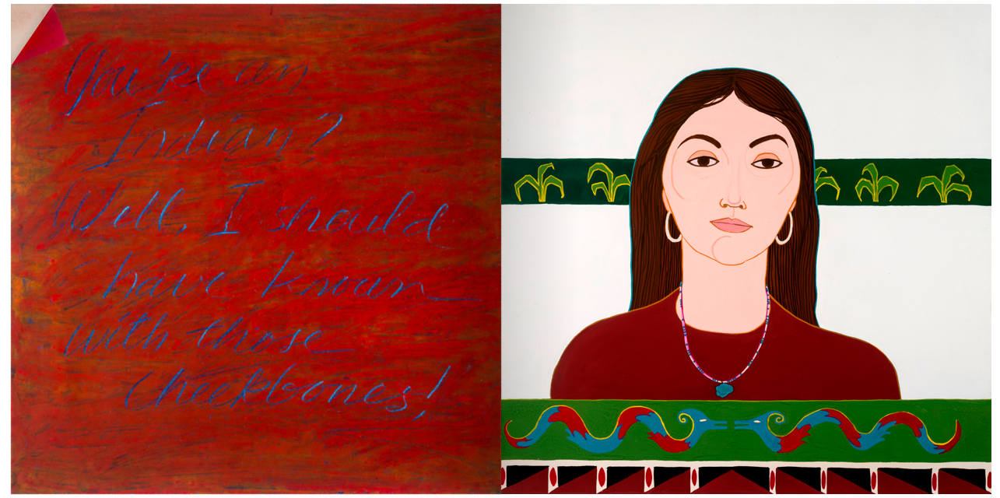 You're an
Indian?
Well, I should
have known
with those
cheekbones!